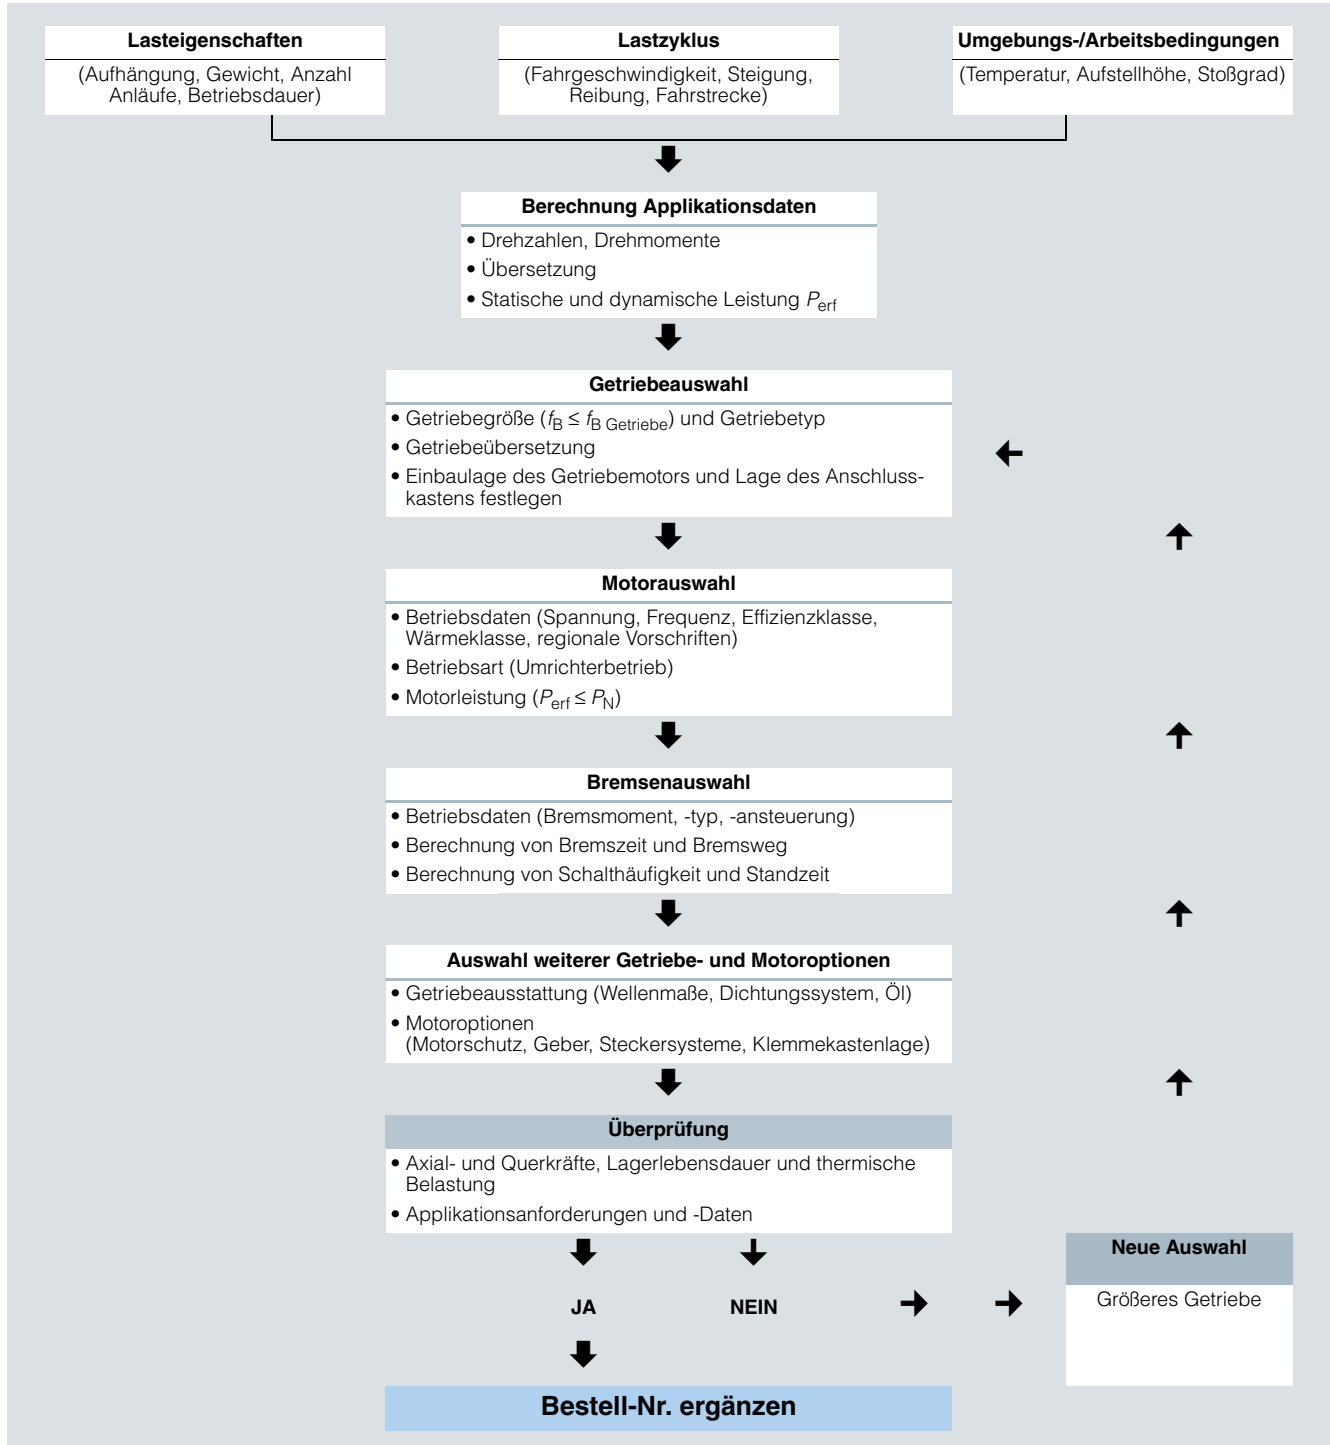 Lasteigenschaften
(Aufhängung, Gewicht, Anzahl
Anläufe, Betriebsdauer)
Lastzyklus
(Fahrgeschwindigkeit, Steigung,
Reibung, Fahrstrecke)
Umgebungs-/Arbeitsbedingungen
(Temperatur, Aufstellhöhe, Stoßgrad)
Berechnung Applikationsdaten
• Drehzahlen, Drehmomente
• Übersetzung
• Statische und dynamische Leistung Perf
Getriebeauswahl
• Getriebegröße (fB ≤ fB Getriebe) und Getriebetyp
• Getriebeübersetzung
• Einbaulage des Getriebemotors und Lage des Anschluss-
kastens festlegen
Motorauswahl
• Betriebsdaten (Spannung, Frequenz, Effizienzklasse,
Wärmeklasse, regionale Vorschriften)
• Betriebsart (Umrichterbetrieb)
• Motorleistung (Perf ≤ PN)
Bremsenauswahl
• Betriebsdaten (Bremsmoment, -typ, -ansteuerung)
• Berechnung von Bremszeit und Bremsweg
• Berechnung von Schalthäufigkeit und Standzeit
Auswahl weiterer Getriebe- und Motoroptionen
• Getriebeausstattung (Wellenmaße, Dichtungssystem, Öl)
• Motoroptionen
(Motorschutz, Geber, Steckersysteme, Klemmekastenlage)
Überprüfung
• Axial- und Querkräfte, Lagerlebensdauer und thermische
Belastung
• Applikationsanforderungen und -Daten
JA
NEIN
Neue Auswahl
Größeres Getriebe
Bestell-Nr. ergänzen